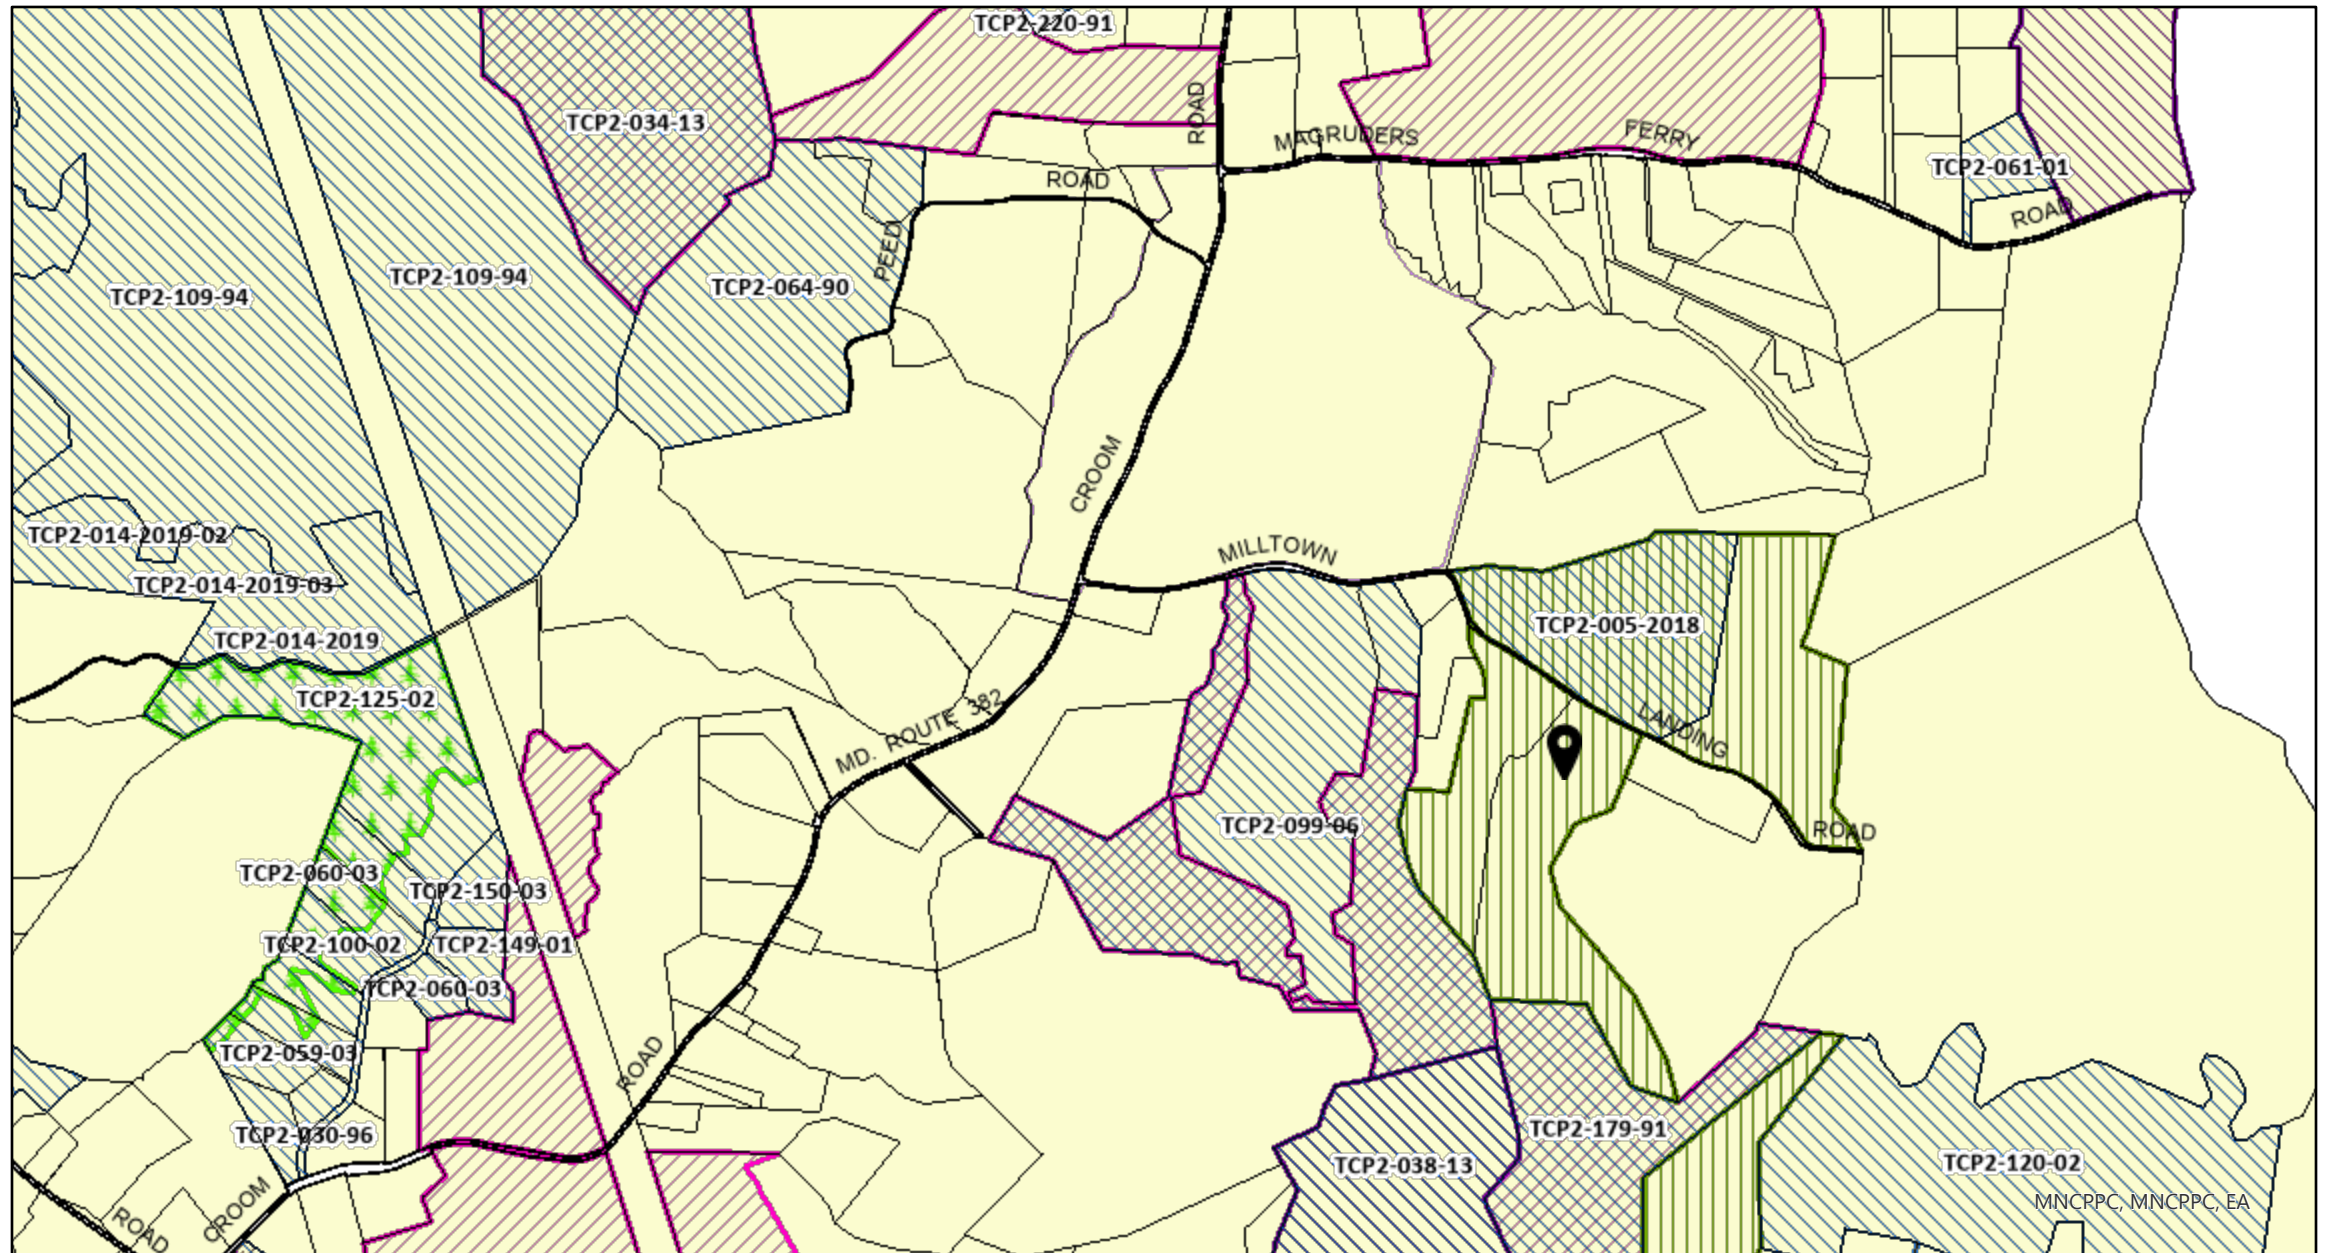 TCP2-220-91
TCP2-034-13
ROAD
MAGRUDERS
FERRY
TCP2-061-01
ROAD
ROAD
PEED
TCP2-109-94
TCP2-109-94
TCP2-064-90
CROOM
TCP2-014-2019-02
TCP2-014-2019-03
MILLTOWN
TCP2-014-2019
TCP2-005-2018
TCP2-125-02
MD. ROUTE 382
LANDING
ROAD
TCP2-099-06
TCP2-060-03
TCP2-150-03
TCP2-100-02
TCP2-149-01
TCP2-060-03
TCP2-059-03
ROAD
TCP2-030-96
TCP2-179-91
TCP2-038-13
TCP2-120-02
CROOM
ROAD
MNCPPC, MNCPPC, EA